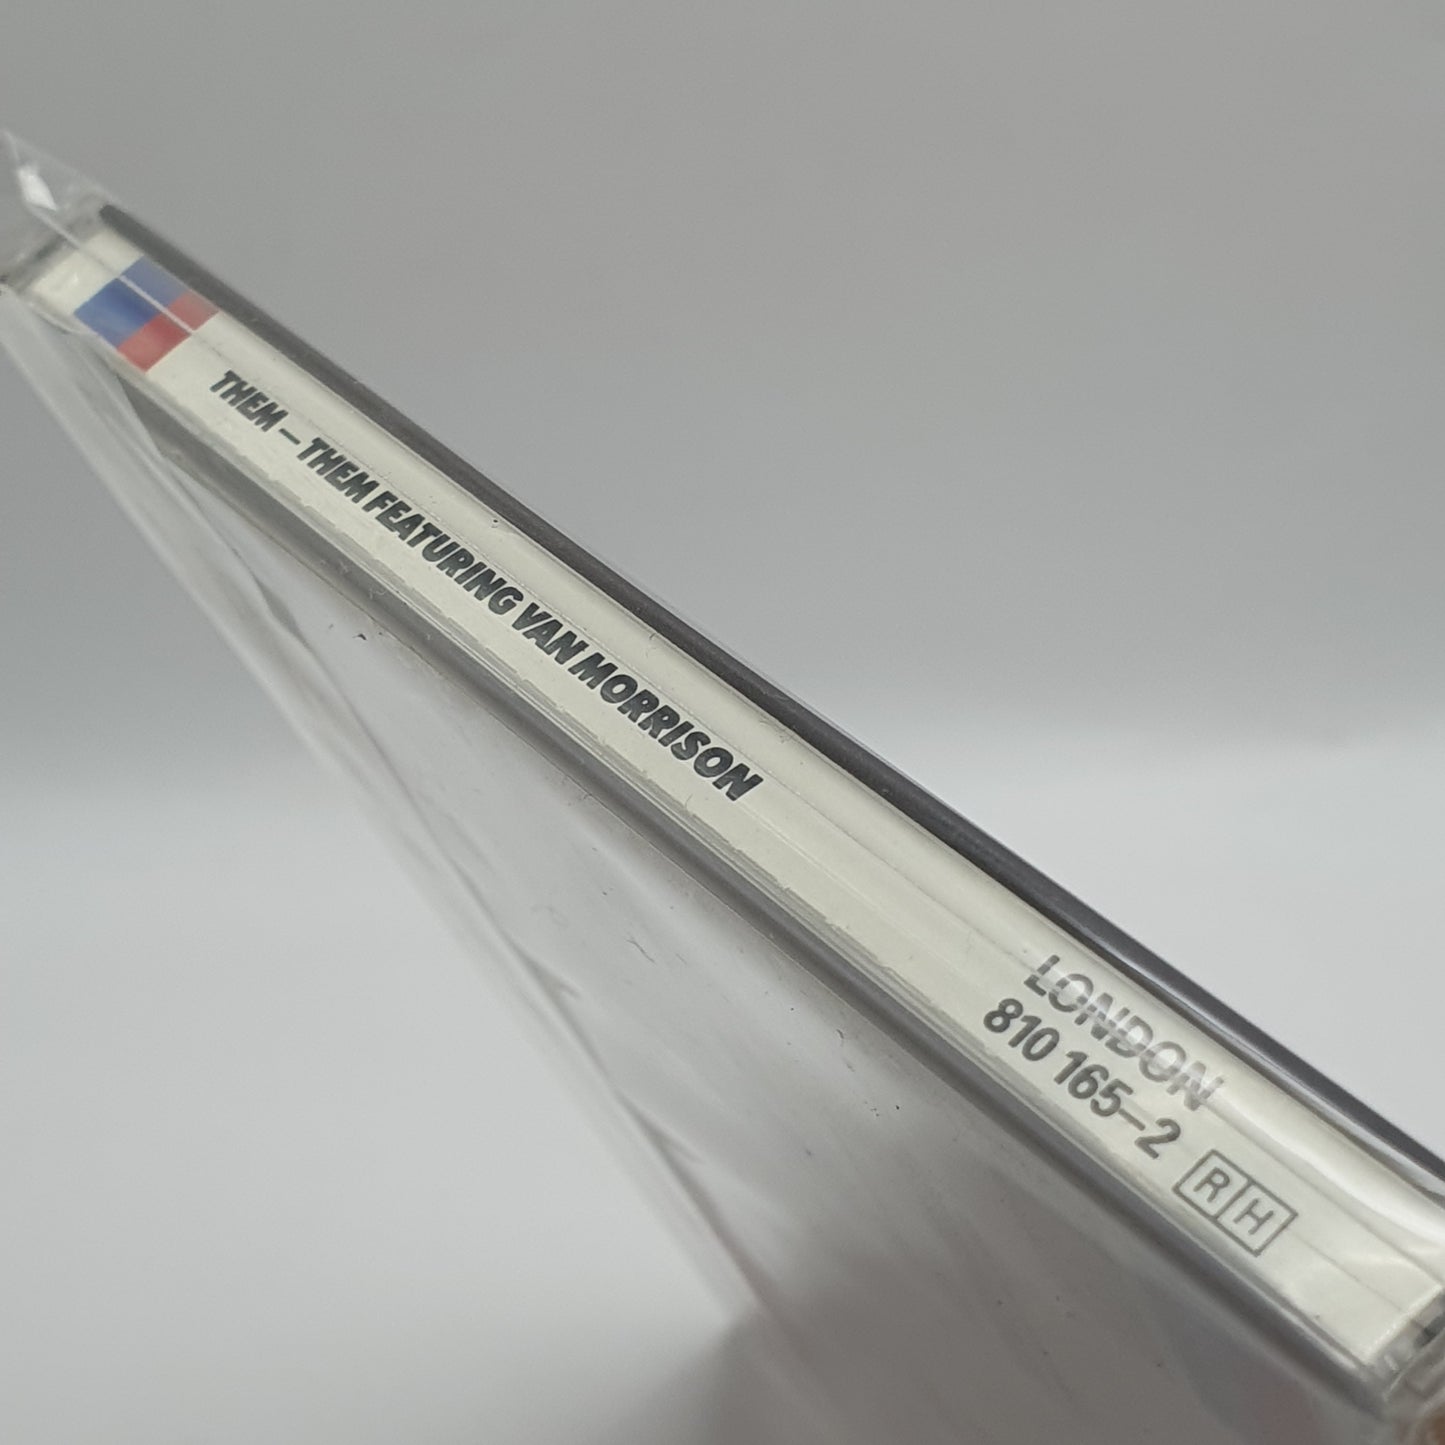 THEM – THEM FEATURING VAN MORRISON
LONDON
810 165–2 RH